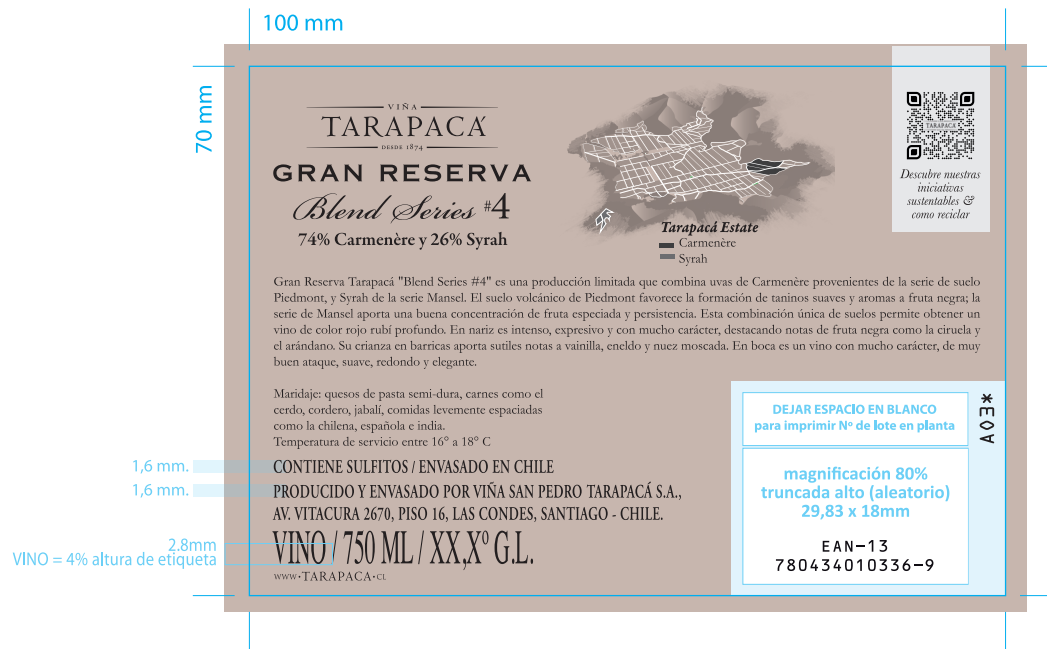 100 mm
70 mm
VIÑA
TARAPACÁ
DESDE 1874
GRAN RESERVA
Blend Series #4
74% Carmenère y 26% Syrah
Tarapacá Estate
Carmenère
Syrah
TARAPACÁ
Descubre nuestras
iniciativas
sustentables &
como reciclar
Gran Reserva Tarapacá "Blend Series #4" es una producción limitada que combina uvas de Carmenère provenientes de la serie de suelo
Piedmont, y Syrah de la serie Mansel. El suelo volcánico de Piedmont favorece la formación de taninos suaves y aromas a fruta negra; la
serie de Mansel aporta una buena concentración de fruta especiada y persistencia. Esta combinación única de suelos permite obtener un
vino de color rojo rubí profundo. En nariz es intenso, expresivo y con mucho carácter, destacando notas de fruta negra como la ciruela y
el arándano. Su crianza en barricas aporta sutiles notas a vainilla, eneldo y nuez moscada. En boca es un vino con mucho carácter, de muy
buen ataque, suave, redondo y elegante.
Maridaje: quesos de pasta semi-dura, carnes como el
cerdo, cordero, jabalí, comidas levemente espaciadas
como la chilena, española e india.
Temperatura de servicio entre 16° a 18° C
1,6 mm.
CONTIENE SULFITOS / ENVASADO EN CHILE
1,6 mm.
PRODUCIDO Y ENVASADO POR VIÑA SAN PEDRO TARAPACÁ S.A.,
AV. VITACURA 2670, PISO 16, LAS CONDES, SANTIAGO - CHILE.
2.8mm
VINO = 4% altura de etiqueta
VINO / 750 ML / XX,X° G.L.
WWW•TARAPACA•CL
DEJAR ESPACIO EN BLANCO
para imprimir Nº de lote en planta
magnificación 80%
truncada alto (aleatorio)
29,83 x 18mm
EAN-13
780434010336-9
AOE*